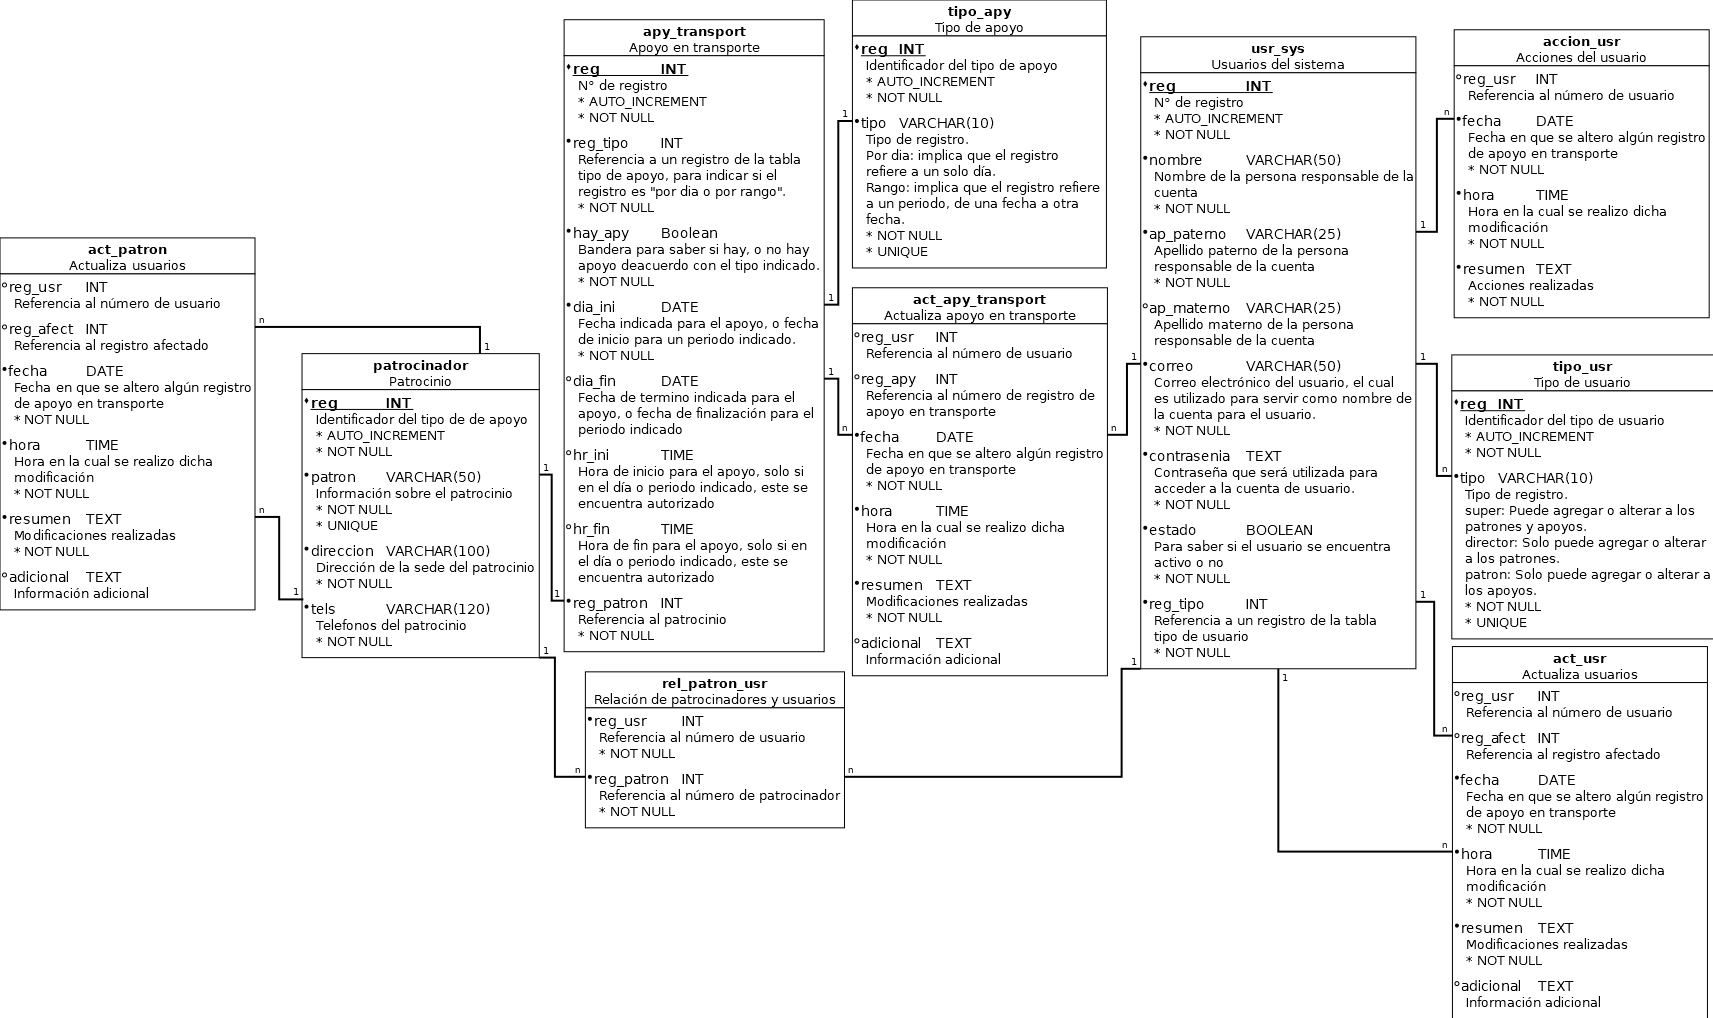 act_patron
Actualiza usuarios
reg_usr INT
Referencia al número de usuario
reg_afect INT
Referencia al registro afectado
fecha DATE
Fecha en que se altero algún registro
de apoyo en transporte
* NOT NULL
hora TIME
Hora en la cual se realizo dicha
modificación
* NOT NULL
resumen TEXT
Modificaciones realizadas
* NOT NULL
adicional TEXT
Información adicional
n
1
n
1
patrocinador
Patrocinio
reg INT
Identificador del tipo de de apoyo
* AUTO_INCREMENT
* NOT NULL
patron VARCHAR(50)
Información sobre el patrocinio
* NOT NULL
* UNIQUE
direccion VARCHAR(100)
Dirección de la sede del patrocinio
* NOT NULL
tels VARCHAR(120)
Telefonos del patrocinio
* NOT NULL
1
1
1
n
apy_transport
Apoyo en transporte
reg INT
N° de registro
* AUTO_INCREMENT
* NOT NULL
reg_tipo INT
Referencia a un registro de la tabla
tipo de apoyo, para indicar si el
registro es "por dia o por rango".
* NOT NULL
hay_apy Boolean
Bandera para saber si hay, o no hay
apoyo deacuerdo con el tipo indicado.
* NOT NULL
dia_ini DATE
Fecha indicada para el apoyo, o fecha
de inicio para un periodo indicado.
* NOT NULL
dia_fin DATE
Fecha de termino indicada para el
apoyo, o fecha de finalización para el
periodo indicado
hr_ini TIME
Hora de inicio para el apoyo, solo si
en el día o periodo indicado, este se
encuentra autorizado
hr_fin TIME
Hora de fin para el apoyo, solo si en
el día o periodo indicado, este se
encuentra autorizado
reg_patron INT
Referencia al patrocinio
* NOT NULL
rel_patron_usr
Relación de patrocinadores y usuarios
reg_usr INT
Referencia al número de usuario
* NOT NULL
reg_patron INT
Referencia al número de patrocinador
* NOT NULL
1
1
1
n
n
1
tipo_apy
Tipo de apoyo
reg INT
Identificador del tipo de apoyo
* AUTO_INCREMENT
* NOT NULL
tipo VARCHAR(10)
Tipo de registro.
Por dia: implica que el registro
refiere a un solo día.
Rango: implica que el registro refiere
a un periodo, de una fecha a otra
fecha.
* NOT NULL
* UNIQUE
act_apy_transport
Actualiza apoyo en transporte
reg_usr INT
Referencia al número de usuario
reg_apy INT
Referencia al número de registro de
apoyo en transporte
fecha DATE
Fecha en que se altero algún registro
de apoyo en transporte
* NOT NULL
hora TIME
Hora en la cual se realizo dicha
modificación
* NOT NULL
resumen TEXT
Modificaciones realizadas
* NOT NULL
adicional TEXT
Información adicional
1
n
usr_sys
Usuarios del sistema
reg INT
N° de registro
* AUTO_INCREMENT
* NOT NULL
nombre VARCHAR(50)
Nombre de la persona responsable de la
cuenta
* NOT NULL
ap_paterno VARCHAR(25)
Apellido paterno de la persona
responsable de la cuenta
* NOT NULL
ap_materno VARCHAR(25)
Apellido materno de la persona
responsable de la cuenta
correo VARCHAR(50)
Correo electrónico del usuario, el cual
es utilizado para servir como nombre de
la cuenta para el usuario.
* NOT NULL
contrasenia TEXT
Contraseña que será utilizada para
acceder a la cuenta de usuario.
* NOT NULL
estado BOOLEAN
Para saber si el usuario se encuentra
activo o no
* NOT NULL
reg_tipo INT
Referencia a un registro de la tabla
tipo de usuario
* NOT NULL
n
1
1
n
1
n
1
n
accion_usr
Acciones del usuario
reg_usr INT
Referencia al número de usuario
fecha DATE
Fecha en que se altero algún registro
de apoyo en transporte
* NOT NULL
hora TIME
Hora en la cual se realizo dicha
modificación
* NOT NULL
resumen TEXT
Acciones realizadas
* NOT NULL
tipo_usr
Tipo de usuario
reg INT
Identificador del tipo de usuario
* AUTO_INCREMENT
* NOT NULL
tipo VARCHAR(10)
Tipo de registro.
super: Puede agregar o alterar a los
patrones y apoyos.
director: Solo puede agregar o alterar
a los patrones.
patron: Solo puede agregar o alterar a
los apoyos.
* NOT NULL
* UNIQUE
act_usr
Actualiza usuarios
reg_usr INT
Referencia al número de usuario
reg_afect INT
Referencia al registro afectado
fecha DATE
Fecha en que se altero algún registro
de apoyo en transporte
* NOT NULL
hora TIME
Hora en la cual se realizo dicha
modificación
* NOT NULL
resumen TEXT
Modificaciones realizadas
* NOT NULL
adicional TEXT
Información adicional